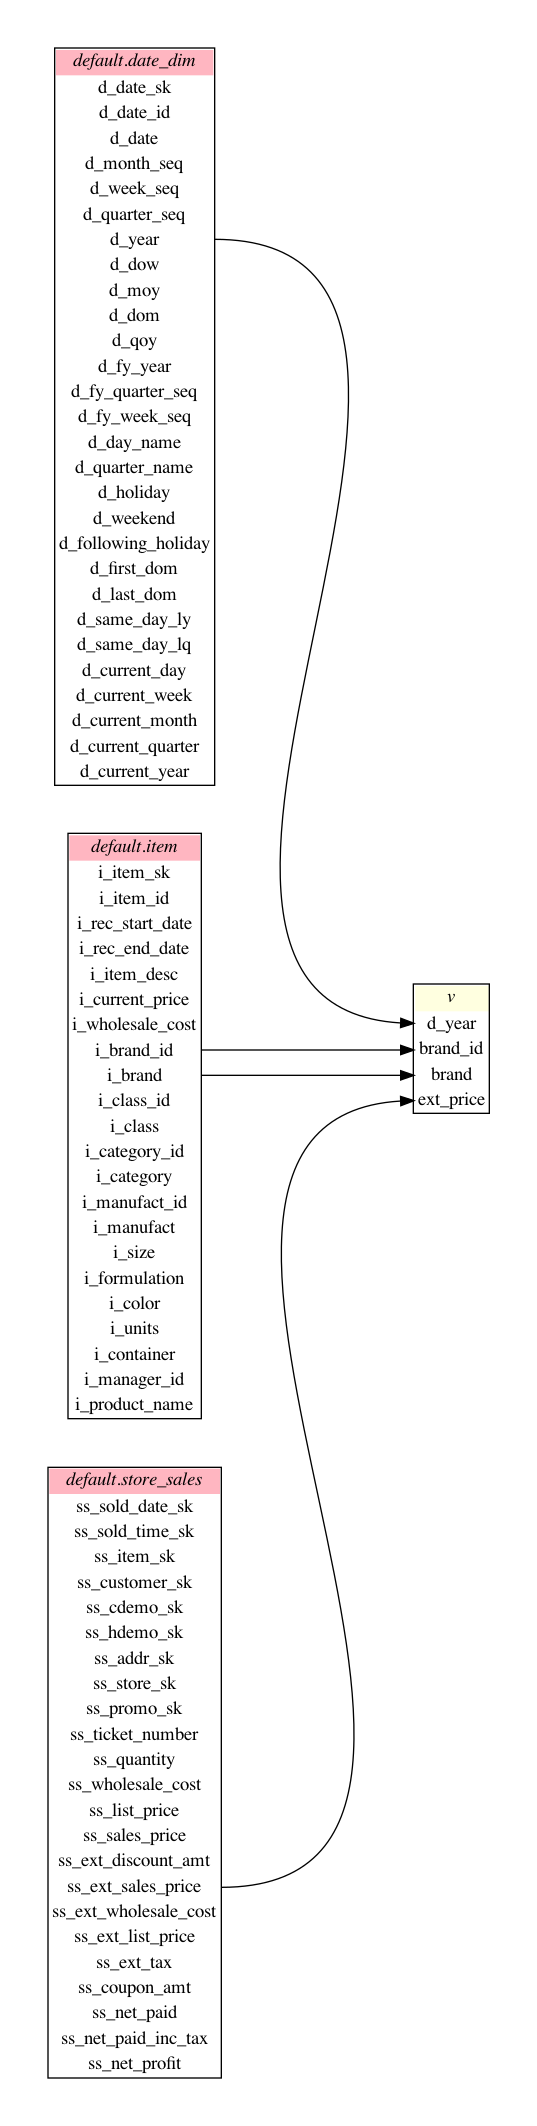 default.date_dim
d_date_sk
d_date_id
d_date
d_month_seq
d_week_seq
d_quarter_seq
d_year
d_dow
d_moy
d_dom
d_qoy
d_fy_year
d_fy_quarter_seq
d_fy_week_seq
d_day_name
d_quarter_name
d_holiday
d_weekend
d_following_holiday
d_first_dom
d_last_dom
d_same_day_ly
d_same_day_lq
d_current_day
d_current_week
d_current_month
d_current_quarter
d_current_year
default.item
i_item_sk
i_item_id
i_rec_start_date
i_rec_end_date
i_item_desc
i_current_price
i_wholesale_cost
i_brand_id
i_brand
i_class_id
i_class
i_category_id
i_category
i_manufact_id
i_manufact
i_size
i_formulation
i_color
i_units
i_container
i_manager_id
i_product_name
default.store_sales
ss_sold_date_sk
ss_sold_time_sk
ss_item_sk
ss_customer_sk
ss_cdemo_sk
ss_hdemo_sk
ss_addr_sk
ss_store_sk
ss_promo_sk
ss_ticket_number
ss_quantity
ss_wholesale_cost
ss_list_price
ss_sales_price
ss_ext_discount_amt
ss_ext_sales_price
ss_ext_wholesale_cost
ss_ext_list_price
ss_ext_tax
ss_coupon_amt
ss_net_paid
ss_net_paid_inc_tax
ss_net_profit
v
d_year
brand_id
brand
ext_price